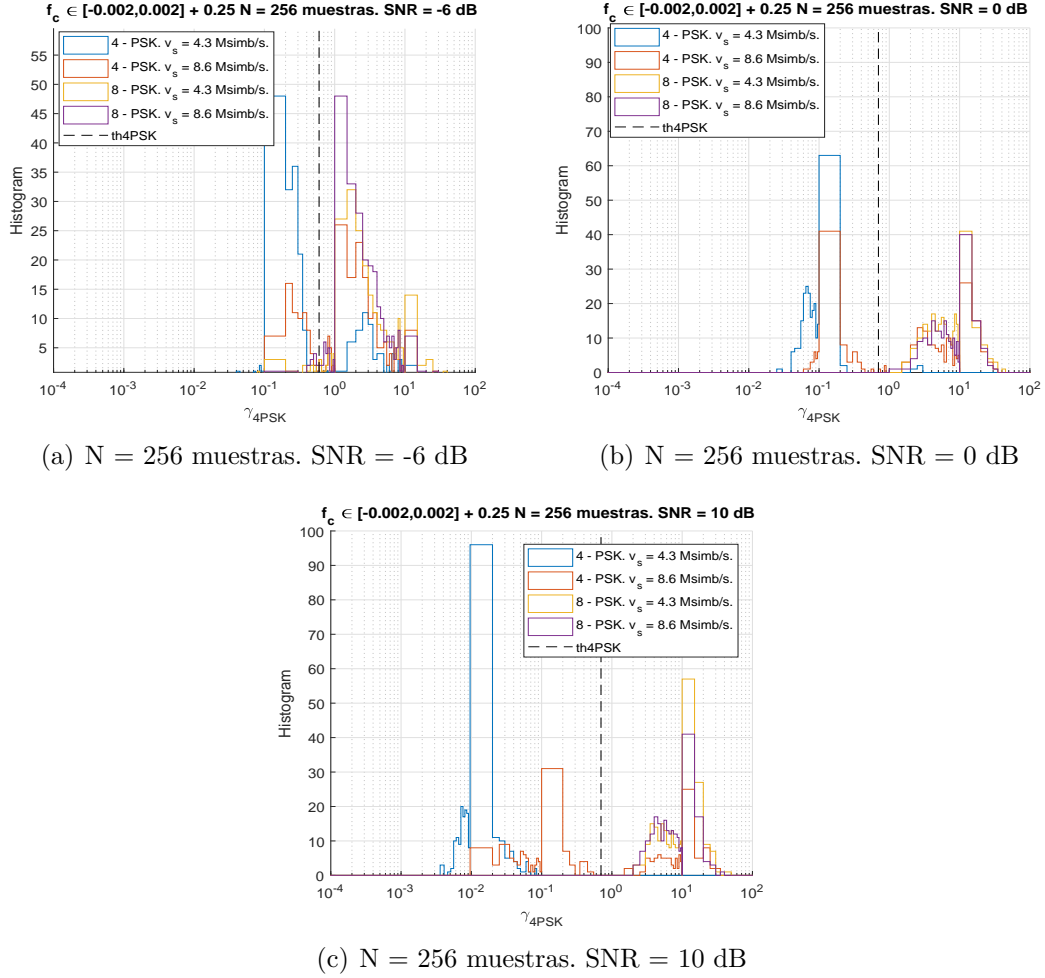 f_c ∈ [-0.002,0.002] + 0.25 N = 256 muestras. SNR = -6 dB
4 - PSK. v_s = 4.3 Msimb/s.
4 - PSK. v_s = 8.6 Msimb/s.
8 - PSK. v_s = 4.3 Msimb/s.
8 - PSK. v_s = 8.6 Msimb/s.
th4PSK
Histogram
55
50
45
40
35
30
25
20
15
10
5
10^-4
10^-3
10^-2
10^-1
10^0
10^1
10^2
γ_4PSK
(a) N = 256 muestras. SNR = -6 dB
f_c ∈ [-0.002,0.002] + 0.25 N = 256 muestras. SNR = 0 dB
4 - PSK. v_s = 4.3 Msimb/s.
4 - PSK. v_s = 8.6 Msimb/s.
8 - PSK. v_s = 4.3 Msimb/s.
8 - PSK. v_s = 8.6 Msimb/s.
th4PSK
Histogram
100
90
80
70
60
50
40
30
20
10
0
10^-4
10^-3
10^-2
10^-1
10^0
10^1
10^2
γ_4PSK
(b) N = 256 muestras. SNR = 0 dB
f_c ∈ [-0.002,0.002] + 0.25 N = 256 muestras. SNR = 10 dB
4 - PSK. v_s = 4.3 Msimb/s.
4 - PSK. v_s = 8.6 Msimb/s.
8 - PSK. v_s = 4.3 Msimb/s.
8 - PSK. v_s = 8.6 Msimb/s.
th4PSK
Histogram
100
90
80
70
60
50
40
30
20
10
0
10^-4
10^-3
10^-2
10^-1
10^0
10^1
10^2
γ_4PSK
(c) N = 256 muestras. SNR = 10 dB